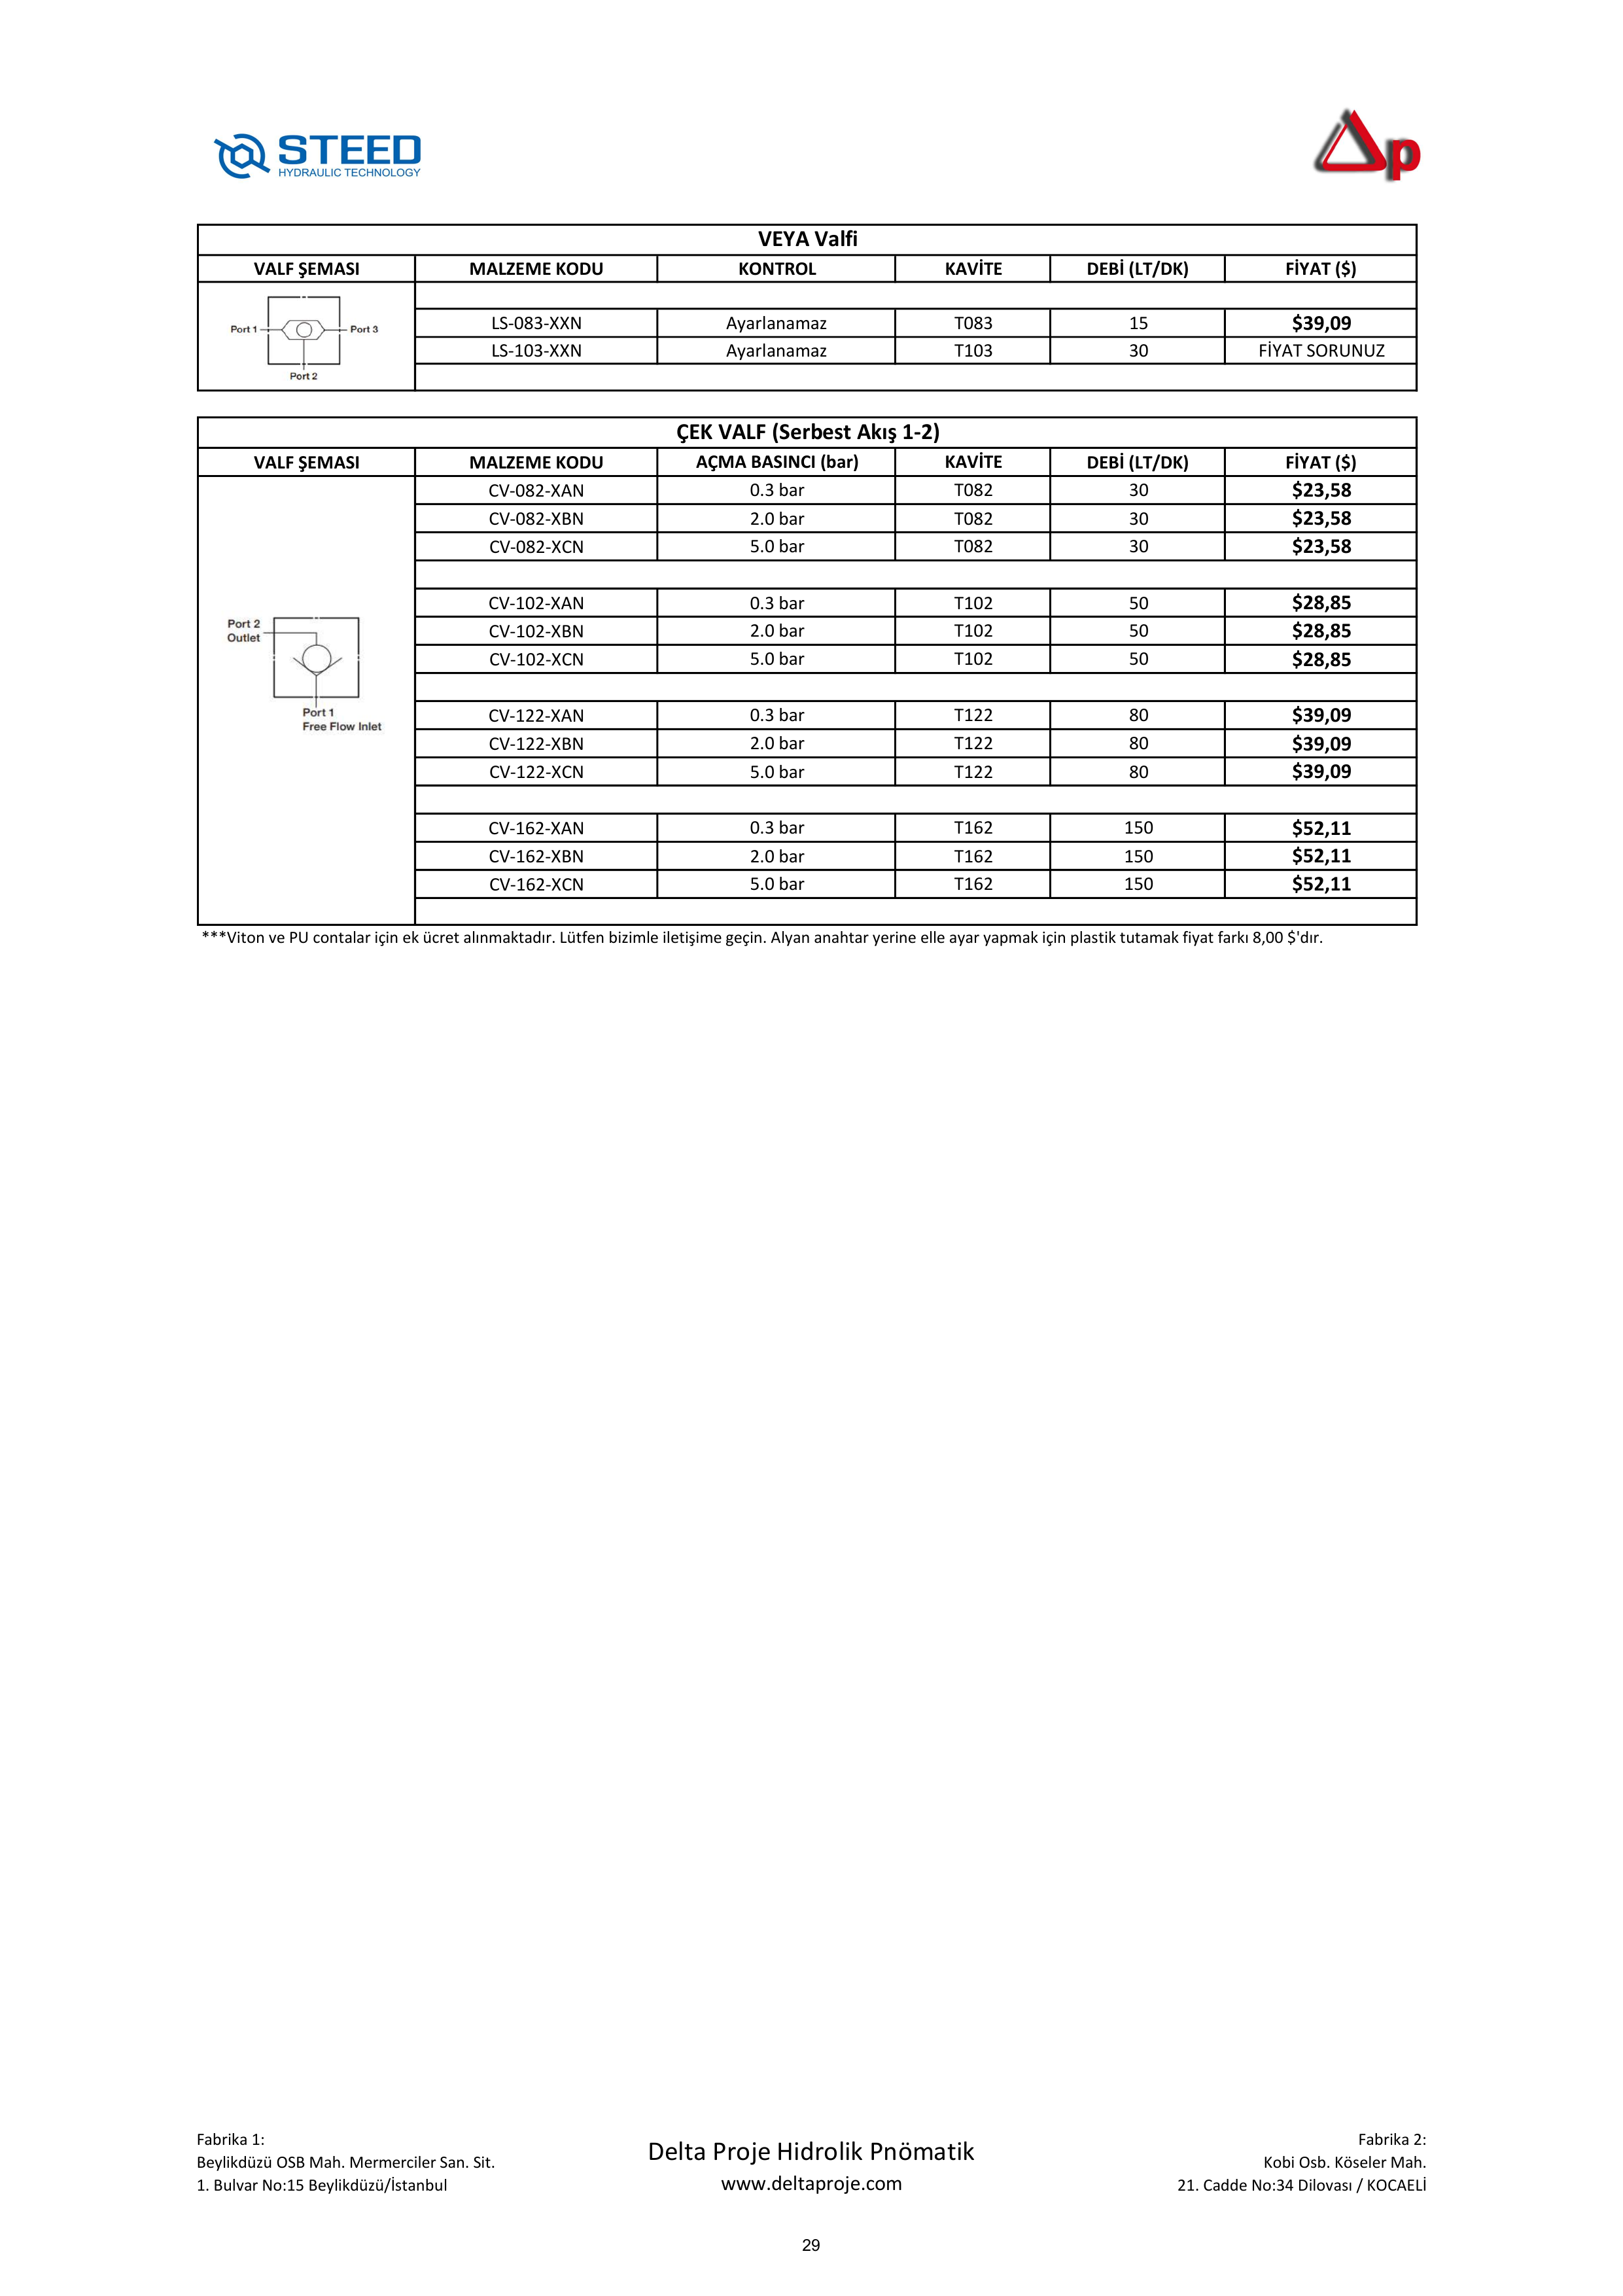 STEED
HYDRAULIC TECHNOLOGY
p
VEYA Valfi
VALF ŞEMASI MALZEME KODU KONTROL KAVİTE DEBİ (LT/DK) FİYAT ($)
LS-083-XXN Ayarlanamaz T083 15 $39,09
LS-103-XXN Ayarlanamaz T103 30 FİYAT SORUNUZ
Port 1 Port 3
Port 2
ÇEK VALF (Serbest Akış 1-2)
VALF ŞEMASI MALZEME KODU AÇMA BASINCI (bar) KAVİTE DEBİ (LT/DK) FİYAT ($)
CV-082-XAN 0.3 bar T082 30 $23,58
CV-082-XBN 2.0 bar T082 30 $23,58
CV-082-XCN 5.0 bar T082 30 $23,58
CV-102-XAN 0.3 bar T102 50 $28,85
CV-102-XBN 2.0 bar T102 50 $28,85
CV-102-XCN 5.0 bar T102 50 $28,85
CV-122-XAN 0.3 bar T122 80 $39,09
CV-122-XBN 2.0 bar T122 80 $39,09
CV-122-XCN 5.0 bar T122 80 $39,09
CV-162-XAN 0.3 bar T162 150 $52,11
CV-162-XBN 2.0 bar T162 150 $52,11
CV-162-XCN 5.0 bar T162 150 $52,11
Port 2
Outlet
Port 1
Free Flow Inlet
***Viton ve PU contalar için ek ücret alınmaktadır. Lütfen bizimle iletişime geçin. Alyan anahtar yerine elle ayar yapmak için plastik tutamak fiyat farkı 8,00 $'dır.
Fabrika 1:
Beylikdüzü OSB Mah. Mermerciler San. Sit.
1. Bulvar No:15 Beylikdüzü/İstanbul
Delta Proje Hidrolik Pnömatik
www.deltaproje.com
Fabrika 2:
Kobi Osb. Köseler Mah.
21. Cadde No:34 Dilovası / KOCAELİ
29